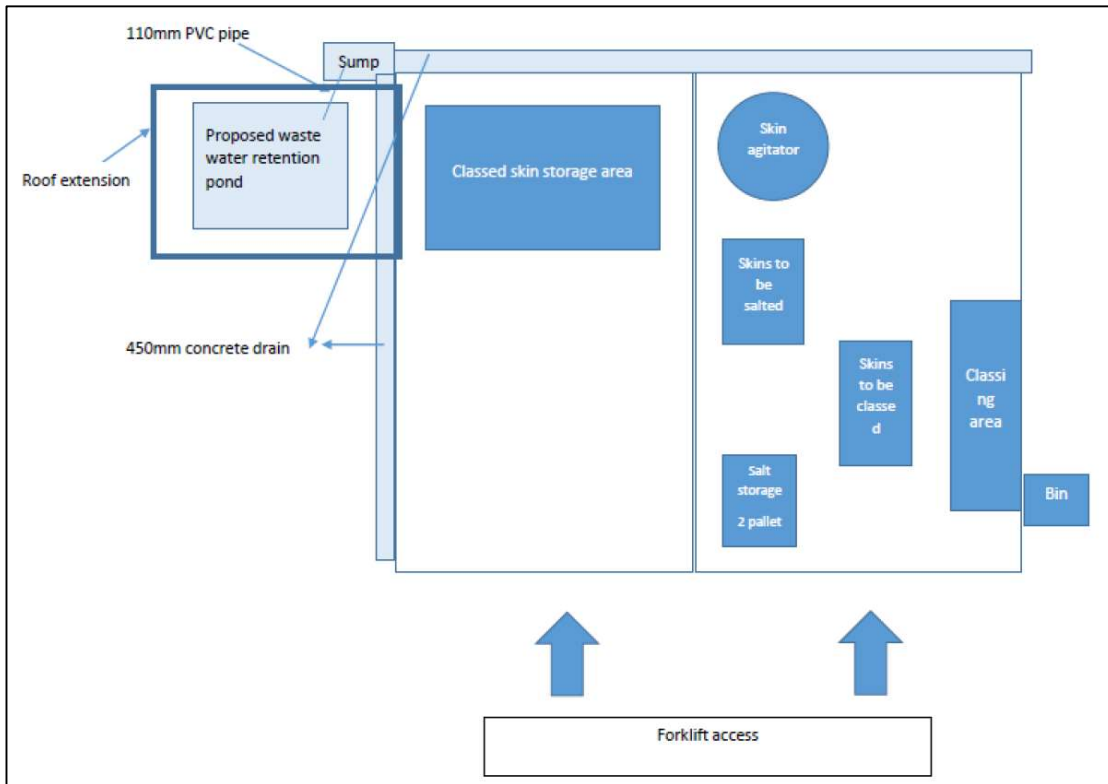 110mm PVC pipe
Sump
Proposed waste
water retention
pond
Roof extension
450mm concrete drain
Classed skin storage area
Skin
agitator
Skins to
be
salted
Skins
to be
classe
d
Classi
ng
area
Salt
storage
2 pallet
Bin
Forklift access